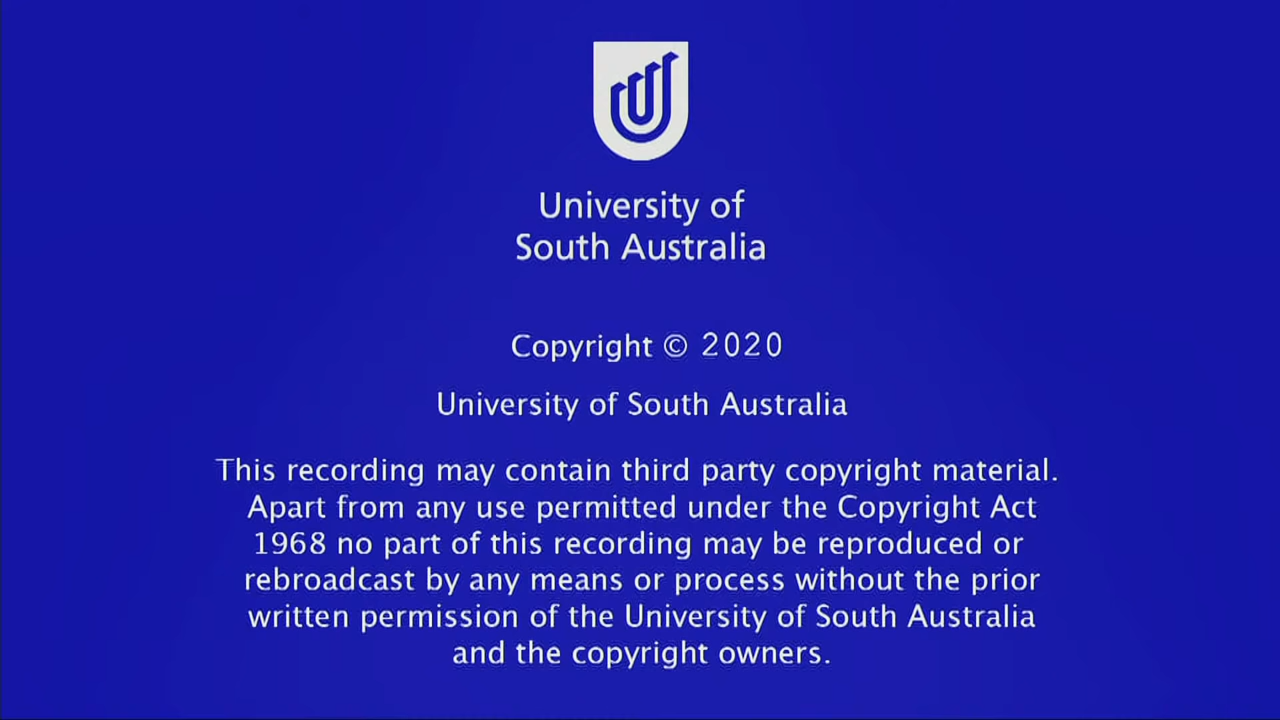 University of
South Australia
Copyright © 2020
University of South Australia
This recording may contain third party copyright material.
Apart from any use permitted under the Copyright Act
1968 no part of this recording may be reproduced or
rebroadcast by any means or process without the prior
written permission of the University of South Australia
and the copyright owners.